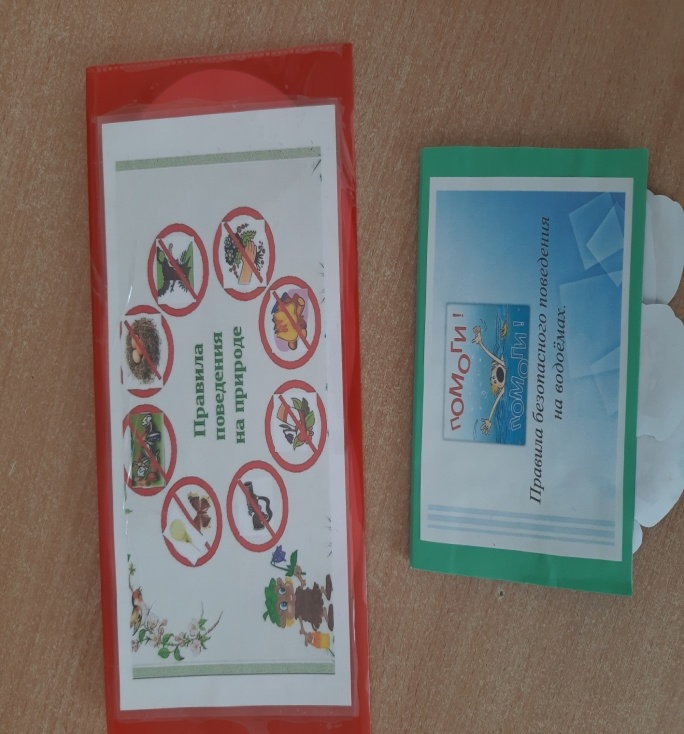 Правила
поведения
на природе
ПОМОГИ !
ПОМОГИ !
Правила безопасного поведения
на водоёмах.